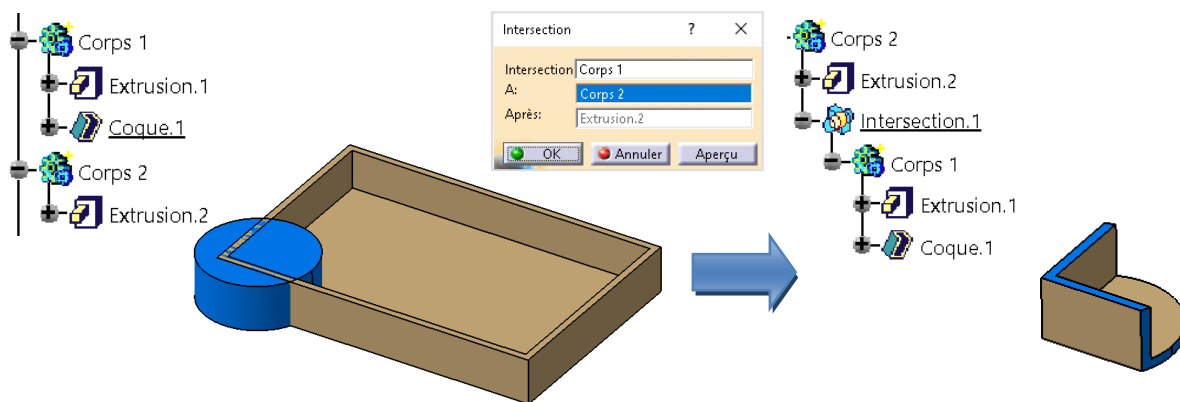 Corps 1
Extrusion.1
Coque.1
Corps 2
Extrusion.2
Intersection ? X
Intersection Corps 1
A: Corps 2
Après: Extrusion.2
OK Annuler Aperçu
Corps 2
Extrusion.2
Intersection.1
Corps 1
Extrusion.1
Coque.1